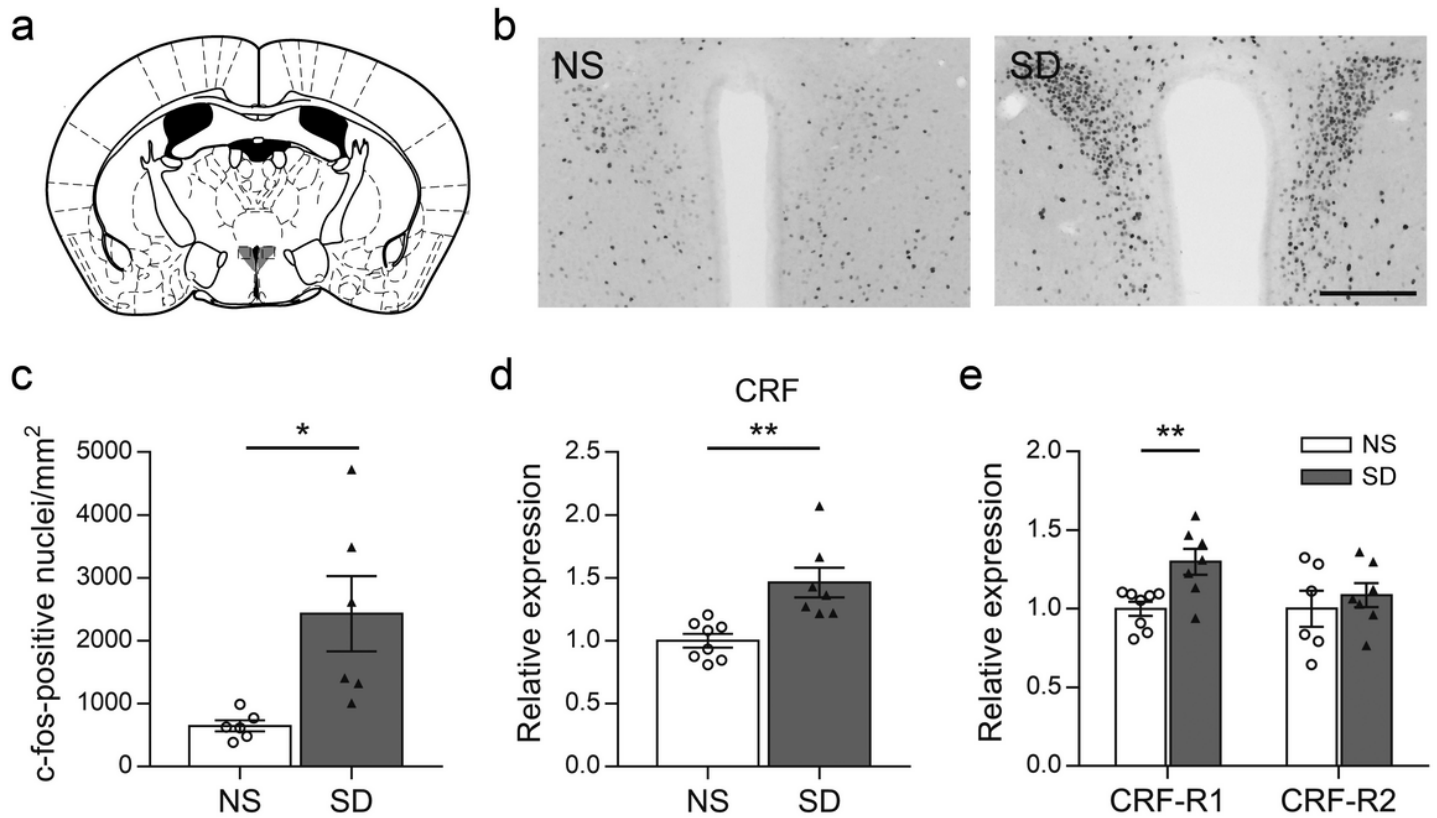 a
b
NS
SD
c
c-fos-positive nuclei/mm²
5000
4000
3000
2000
1000
0
*
NS
SD
d
CRF
Relative expression
2.5
2.0
1.5
1.0
0.5
0.0
**
NS
SD
e
Relative expression
2.0
1.5
1.0
0.5
0.0
**
NS
SD
CRF-R1
CRF-R2